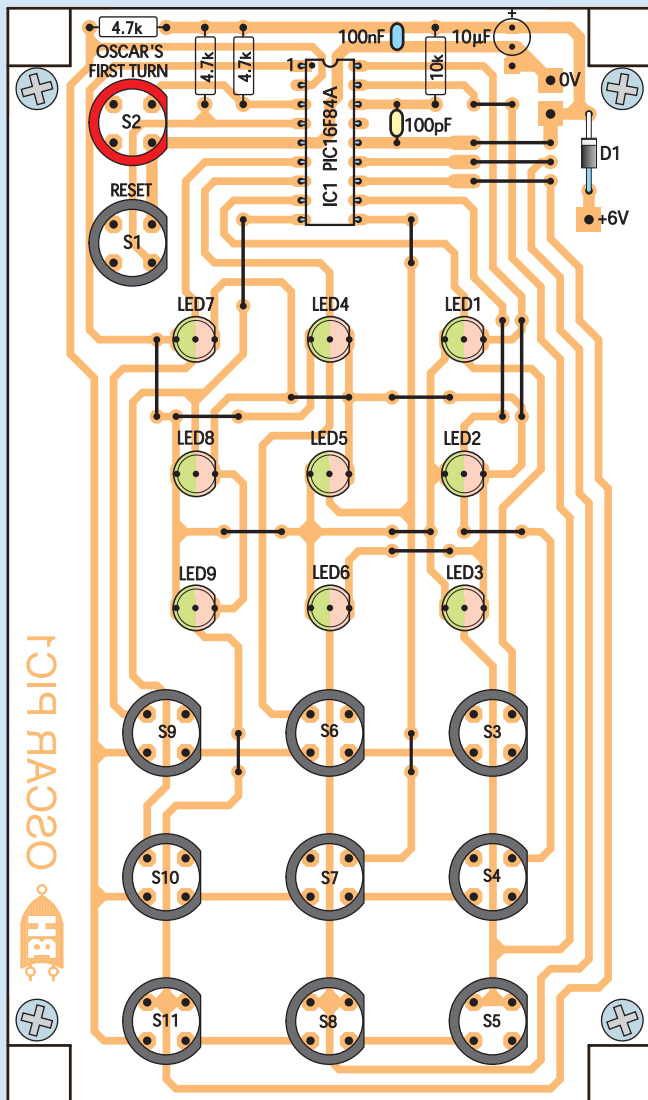 4.7k
100nF
10µF
+
OSCAR'S
FIRST TURN
4.7k
4.7k
10k
0V
1
S2
IC1 PIC16F84A
100pF
D1
RESET
S1
+6V
LED7
LED4
LED1
LED8
LED5
LED2
LED9
LED6
LED3
OSCAR PIC1
S9
S6
S3
S10
S7
S4
BH
S11
S8
S5